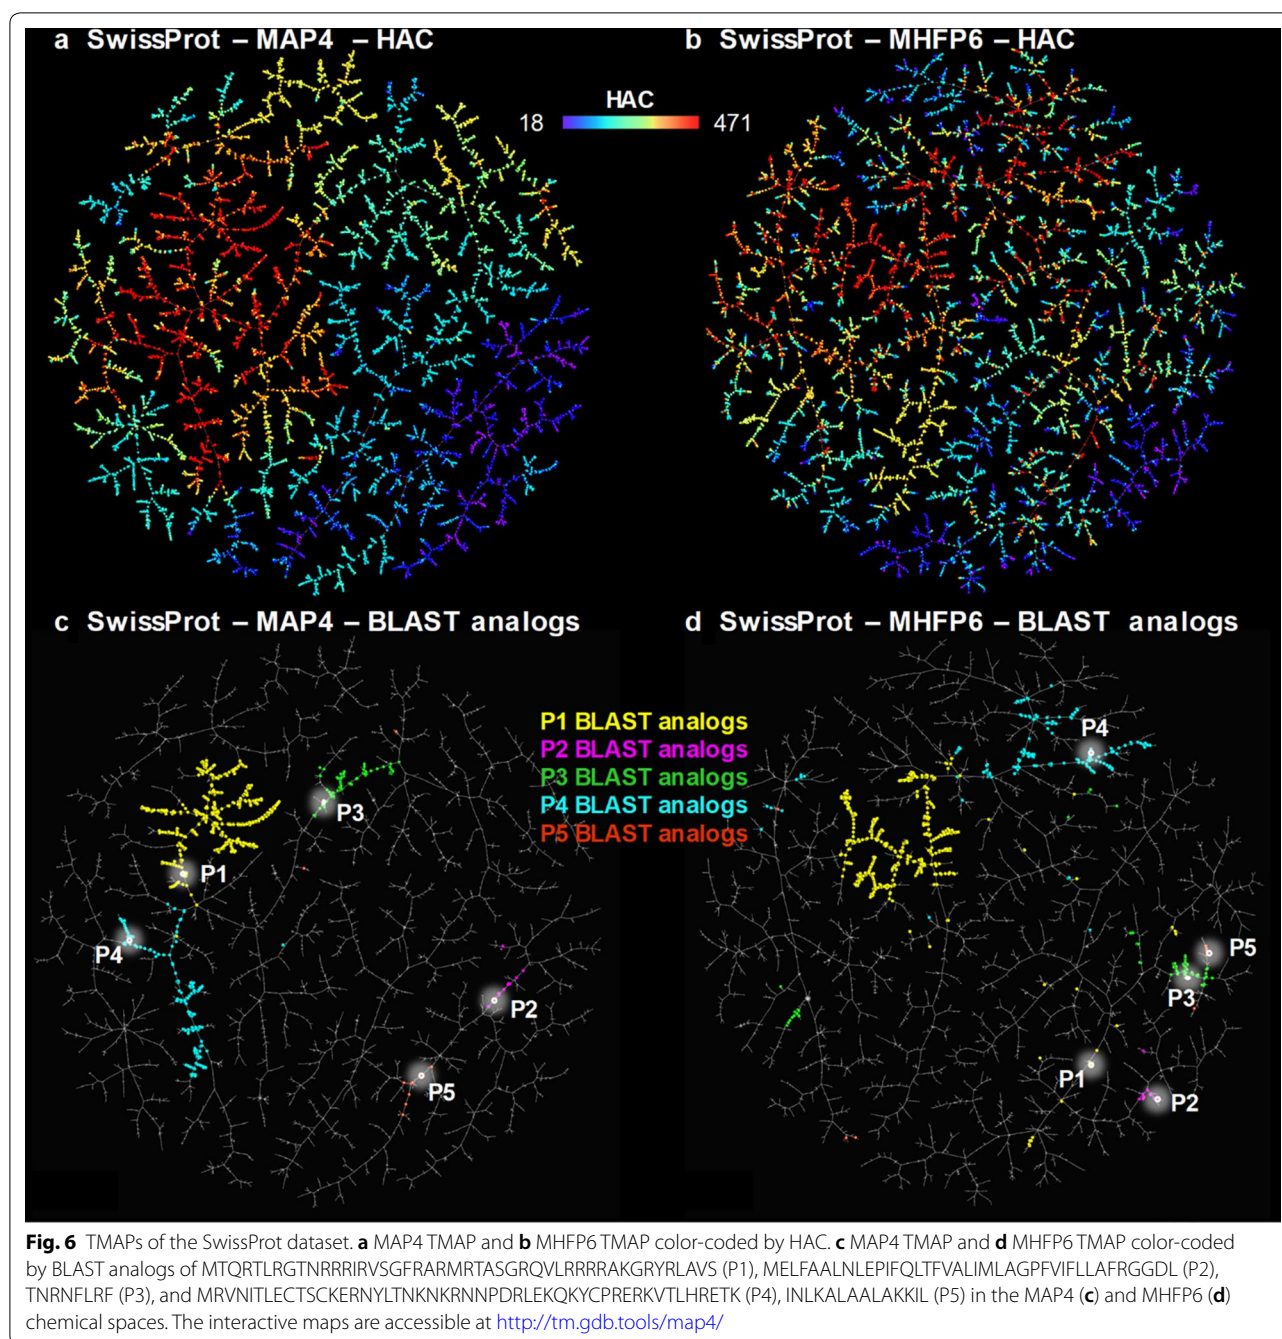 a SwissProt – MAP4 – HAC
b SwissProt – MHFP6 – HAC
HAC
18 471
c SwissProt – MAP4 – BLAST analogs
d SwissProt – MHFP6 – BLAST analogs
P1 BLAST analogs
P2 BLAST analogs
P3 BLAST analogs
P4 BLAST analogs
P5 BLAST analogs
P3
P1
P4
P2
P5
P4
P5
P3
P1
P2
Fig. 6 TMAPs of the SwissProt dataset. a MAP4 TMAP and b MHFP6 TMAP color-coded by HAC. c MAP4 TMAP and d MHFP6 TMAP color-coded
by BLAST analogs of MTQRTLRGTNRRRIRVSGFRARMRTASGRQVLRRRRAKGRYRLAVS (P1), MELFAALNLEPIFQLTFVALIMLAGPFVIFLLAFRGGDL (P2),
TNRNFLRF (P3), and MRVNITLECTSCKERNYLTNKNKRNNPDRLEKQKYCPRERKVTLHRETK (P4), INLKALAALAKKIL (P5) in the MAP4 (c) and MHFP6 (d)
chemical spaces. The interactive maps are accessible at http://tm.gdb.tools/map4/